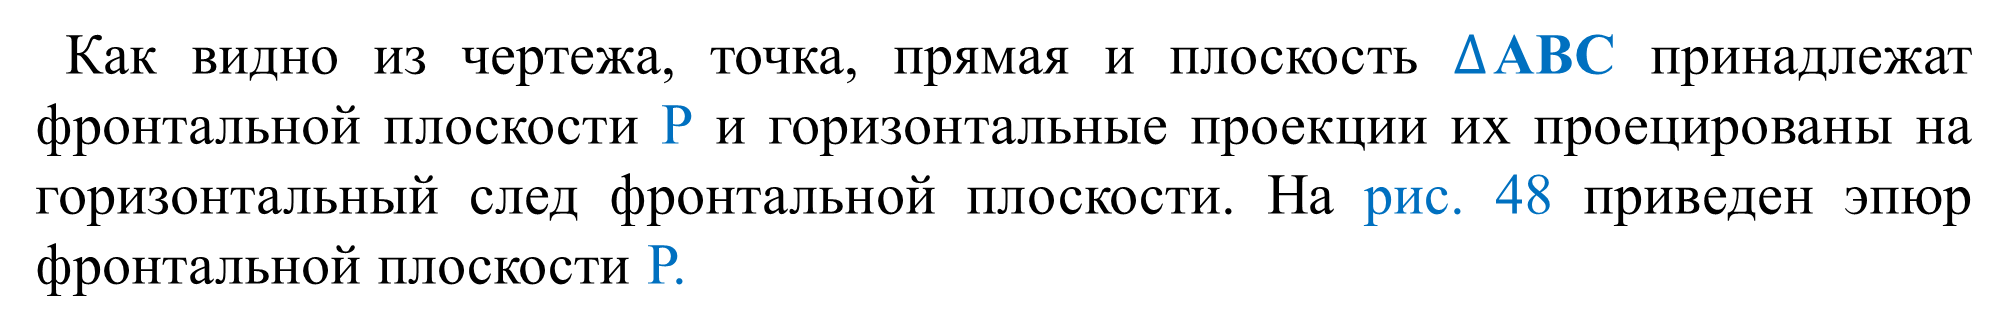 Как видно из чертежа, точка, прямая и плоскость ΔАВС принадлежат
фронтальной плоскости Р и горизонтальные проекции их проецированы на
горизонтальный след фронтальной плоскости. На рис. 48 приведен эпюр
фронтальной плоскости Р.